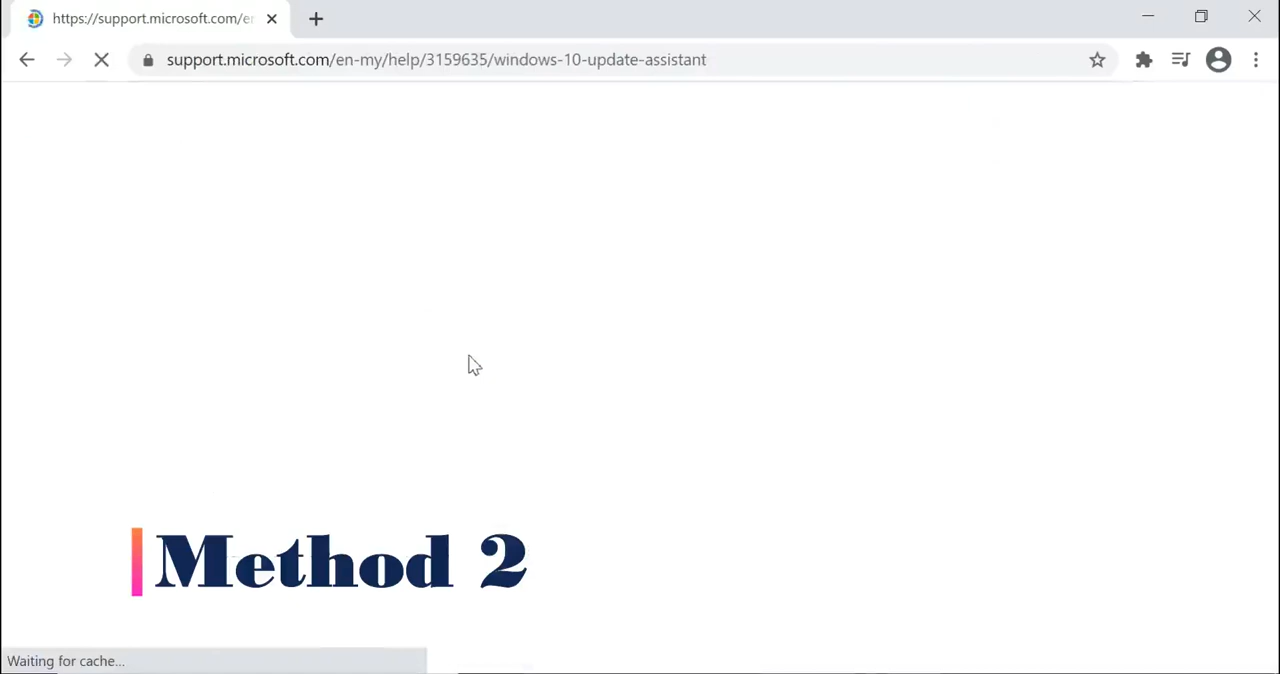 https://support.microsoft.com/en
support.microsoft.com/en-my/help/3159635/windows-10-update-assistant
Method 2
Waiting for cache...